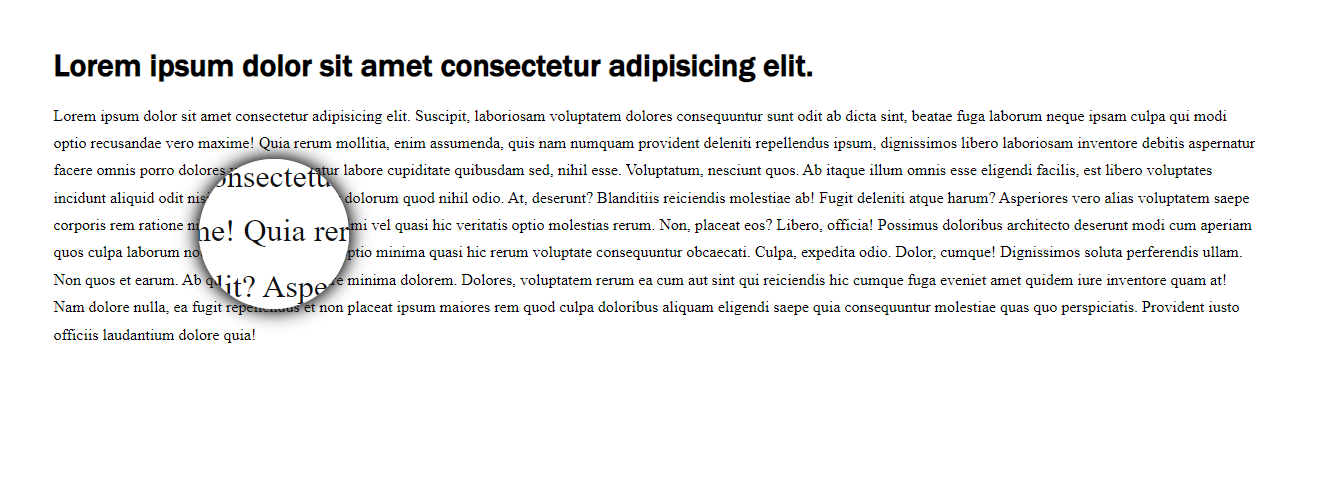 Lorem ipsum dolor sit amet consectetur adipisicing elit.
Lorem ipsum dolor sit amet consectetur adipisicing elit. Suscipit, laboriosam voluptatem dolores consequuntur sunt odit ab dicta sint, beatae fuga laborum neque ipsam culpa qui modi
optio recusandae vero maxime! Quia rerum mollitia, enim assumenda, quis nam numquam provident deleniti repellendus ipsum, dignissimos libero laboriosam inventore debitis aspernatur
facere omnis porro dolores labore cupiditate quibusdam sed, nihil esse. Voluptatum, nesciunt quos. Ab itaque illum omnis esse eligendi facilis, est libero voluptates
incidunt aliquid odit dolorum quod nihil odio. At, deserunt? Blanditiis reiciendis molestiae ab! Fugit deleniti atque harum? Asperiores vero alias voluptatem saepe
corporis rem ratione vel quasi hic veritatis optio molestias rerum. Non, placeat eos? Libero, officia! Possimus doloribus architecto deserunt modi cum aperiam
quos culpa laborum minima quasi hic rerum voluptate consequuntur obcaecati. Culpa, expedita odio. Dolor, cumque! Dignissimos soluta perferendis ullam.
Non quos et earum. Ab minima dolorem. Dolores, voluptatem rerum ea cum aut sint qui reiciendis hic cumque fuga eveniet amet quidem iure inventore quam at!
Nam dolore nulla, ea fugit repellendus et non placeat ipsum maiores rem quod culpa doloribus aliquam eligendi saepe quia consequuntur molestiae quas quo perspiciatis. Provident iusto
officiis laudantium dolore quia!
onsectetu
ne! Quia rer
lit? Aspe